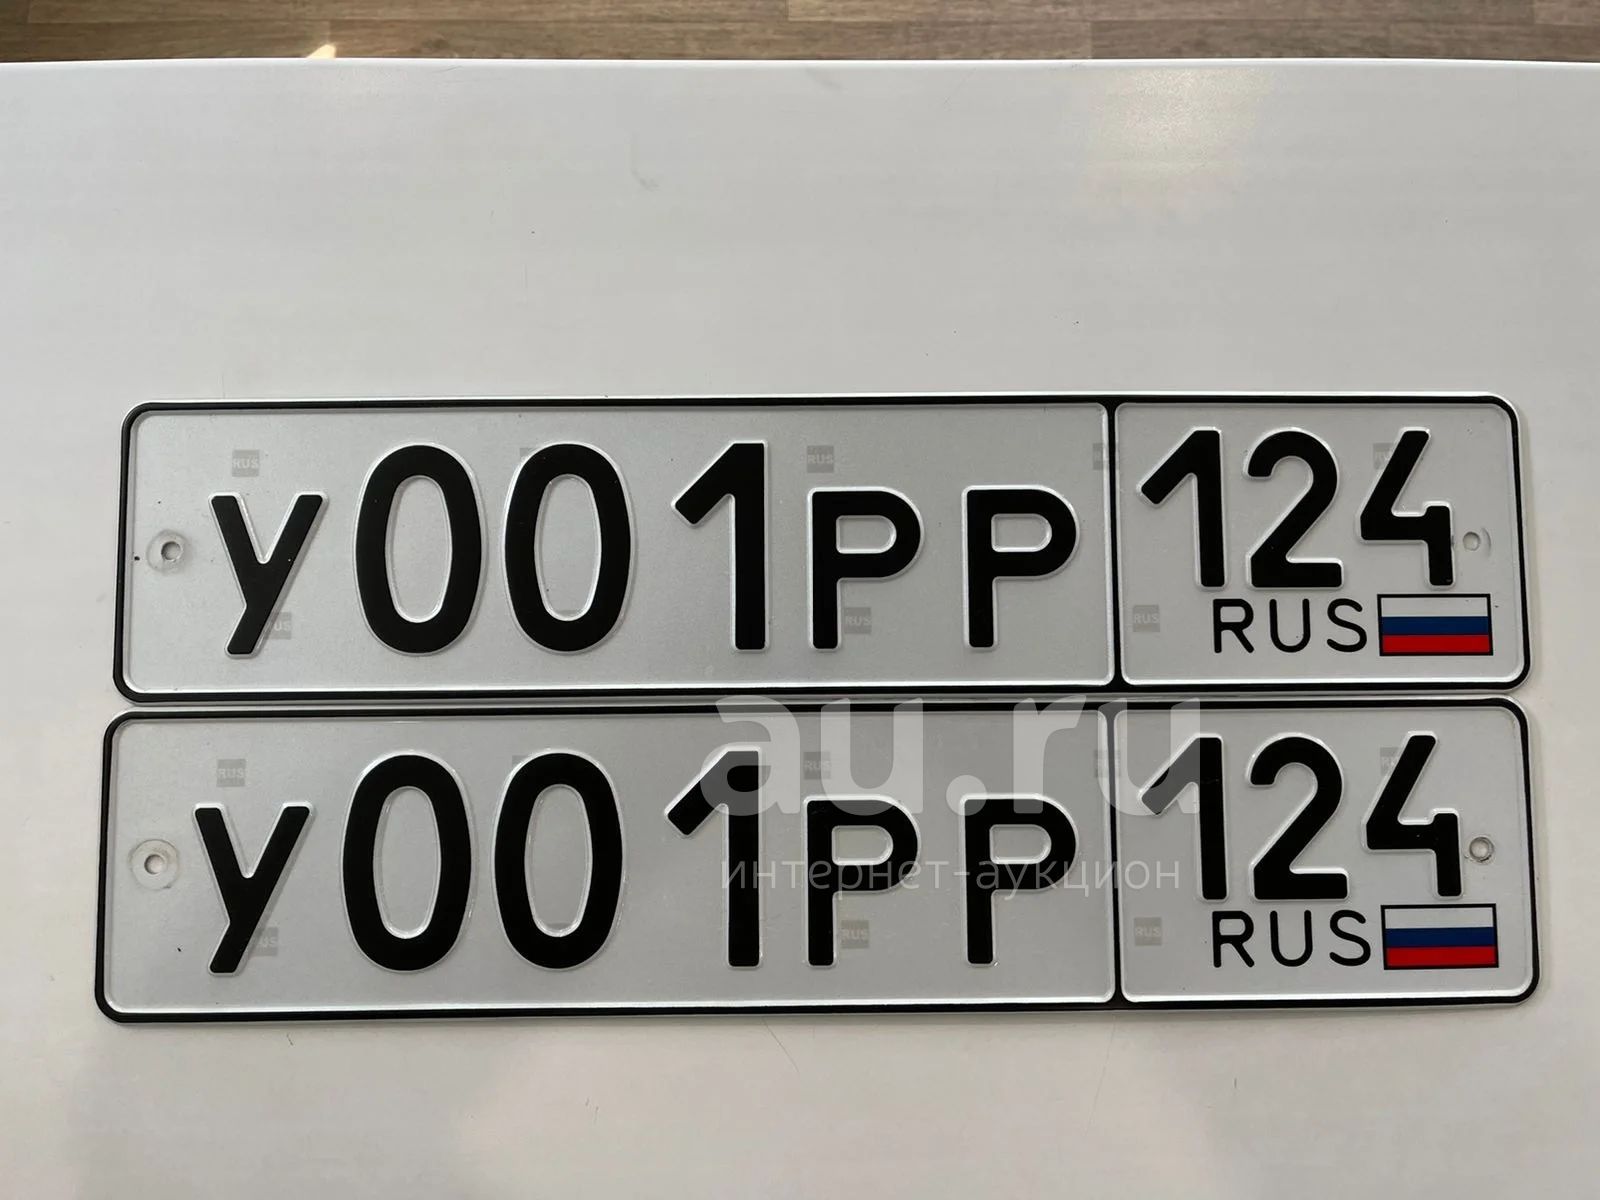 У001РР 124
RUS
У001РР 124
RUS
au.ru
интернет-аукцион